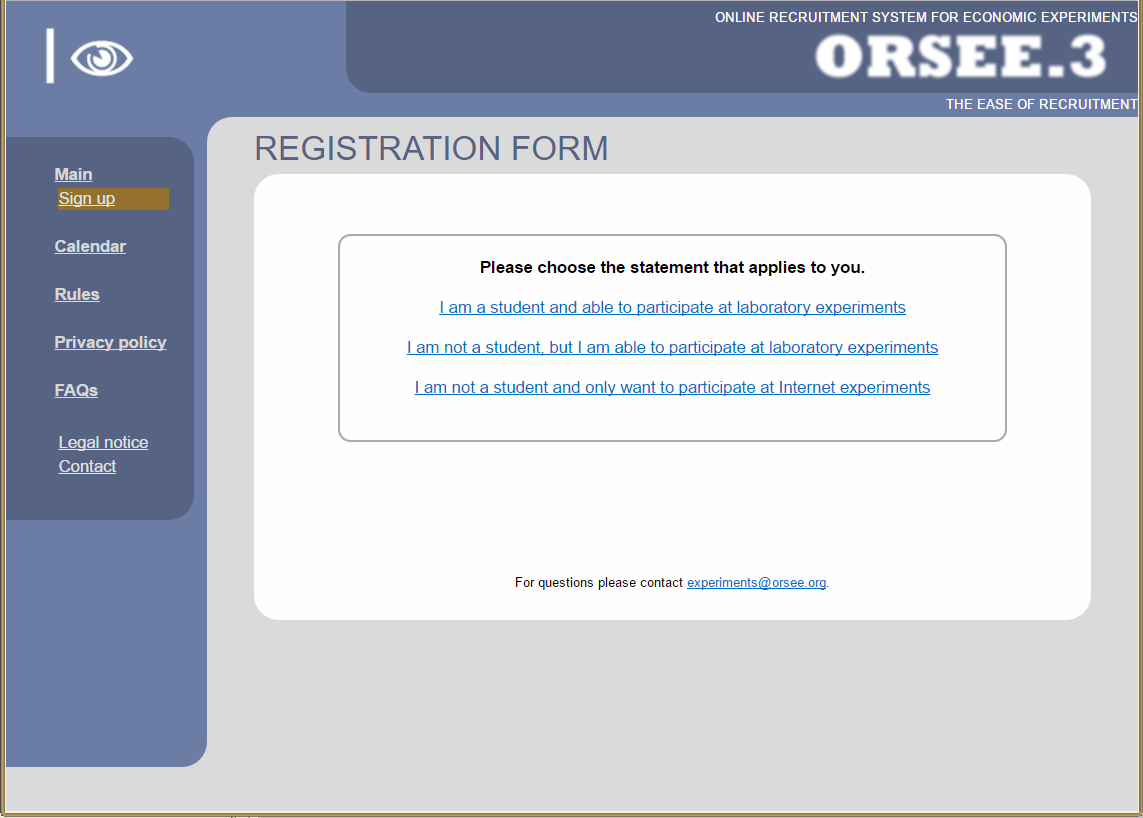 ONLINE RECRUITMENT SYSTEM FOR ECONOMIC EXPERIMENTS
ORSEE.3
THE EASE OF RECRUITMENT
Main
Sign up
Calendar
Rules
Privacy policy
FAQs
Legal notice
Contact
REGISTRATION FORM
Please choose the statement that applies to you.
I am a student and able to participate at laboratory experiments
I am not a student, but I am able to participate at laboratory experiments
I am not a student and only want to participate at Internet experiments
For questions please contact experiments@orsee.org.